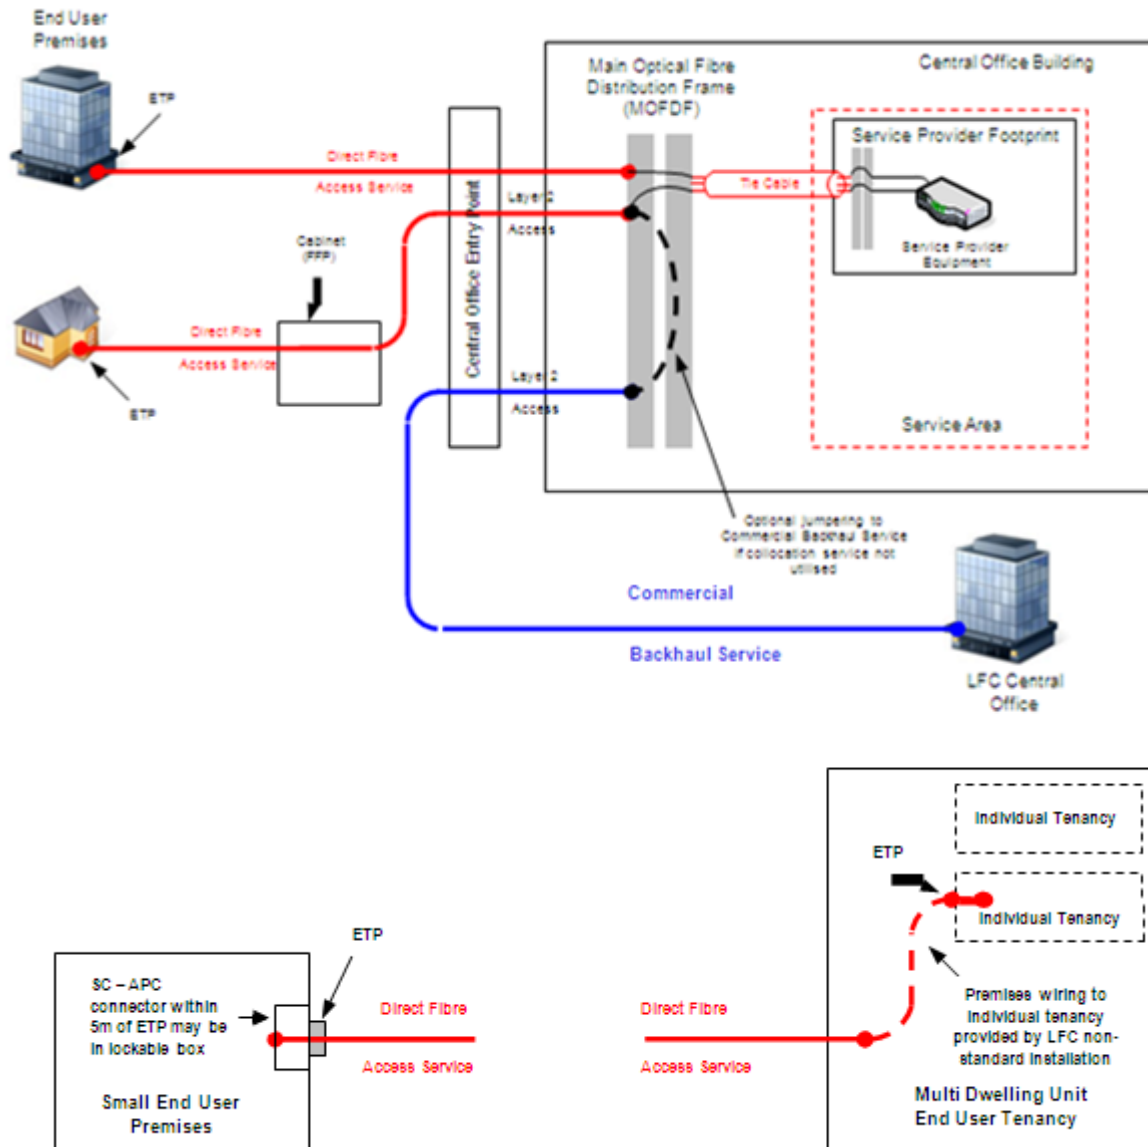 End User
Premises
ETP
Direct Fibre
Access Service
Cabinet
(FFP)
Direct Fibre
Access Service
ETP
Central Office Entry Point
Layer 2
Access
Layer 2
Access
Main Optical Fibre
Distribution Frame
(MOFDF)
Central Office Building
Service Provider Footprint
Tie Cable
Service Provider
Equipment
Service Area
Optional jumpering to
Commercial Backhaul Service
if collocation service not
utilised
Commercial
Backhaul Service
LFC Central
Office
SC – APC
connector within
5m of ETP may be
in lockable box
ETP
Direct Fibre
Access Service
Small End User
Premises
Direct Fibre
Access Service
Individual Tenancy
ETP
Individual Tenancy
Premises wiring to
individual tenancy
provided by LFC non-
standard installation
Multi Dwelling Unit
End User Tenancy